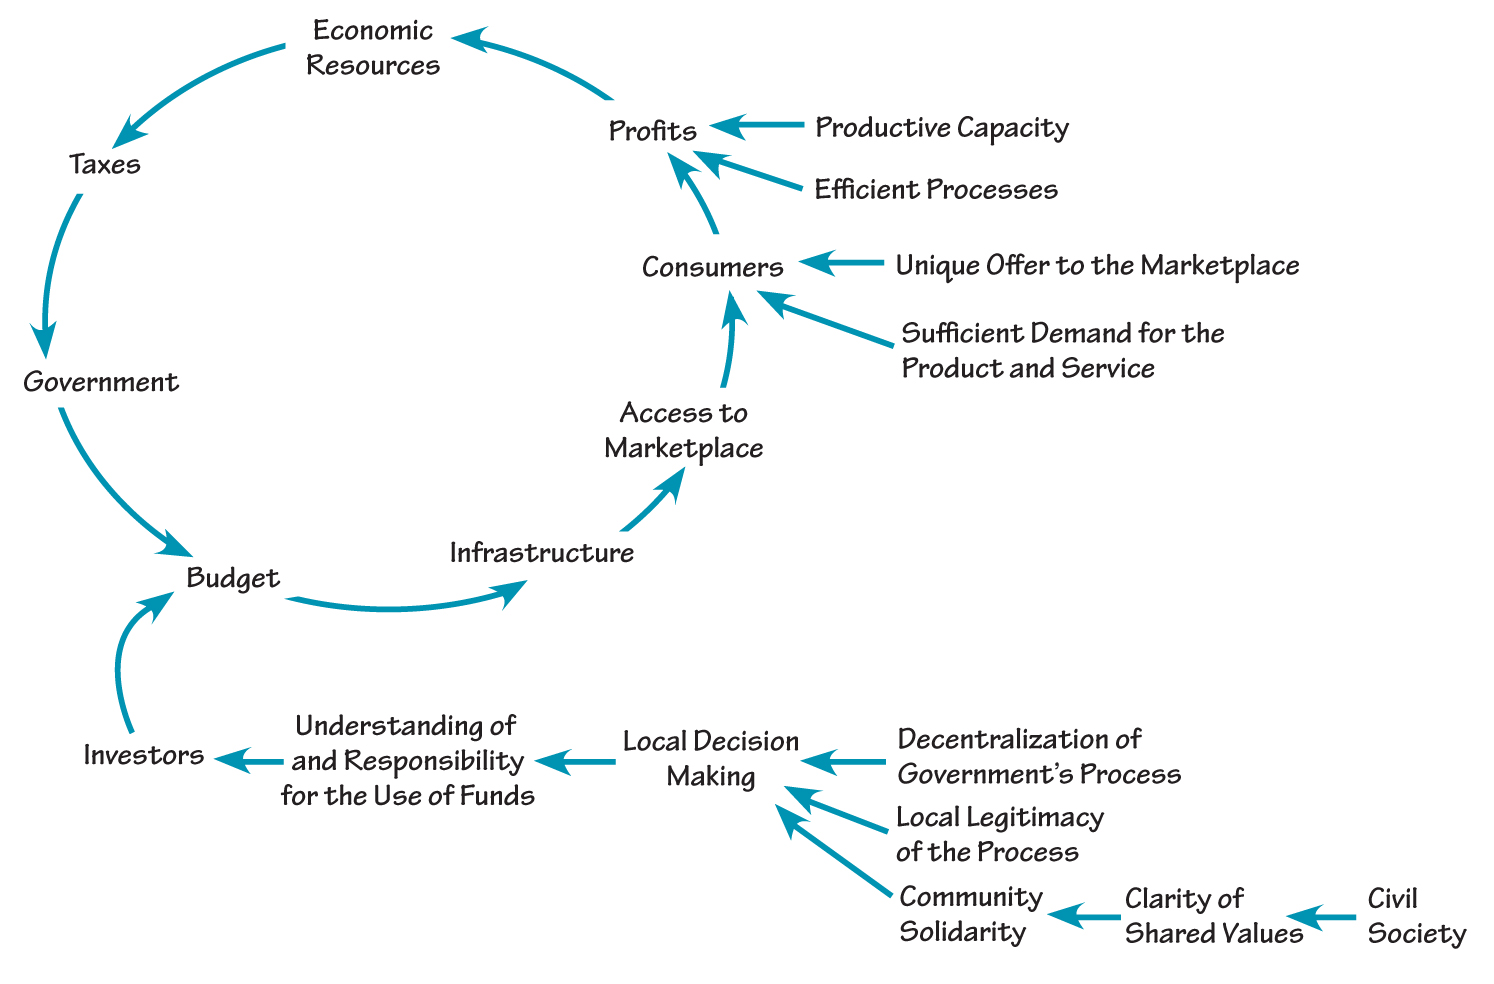 Economic
Resources
Profits
Productive Capacity
Taxes
Efficient Processes
Consumers
Unique Offer to the Marketplace
Sufficient Demand for the
Product and Service
Government
Access to
Marketplace
Infrastructure
Budget
Investors
Understanding of
and Responsibility
for the Use of Funds
Local Decision
Making
Decentralization of
Government's Process
Local Legitimacy
of the Process
Community
Solidarity
Clarity of
Shared Values
Civil
Society